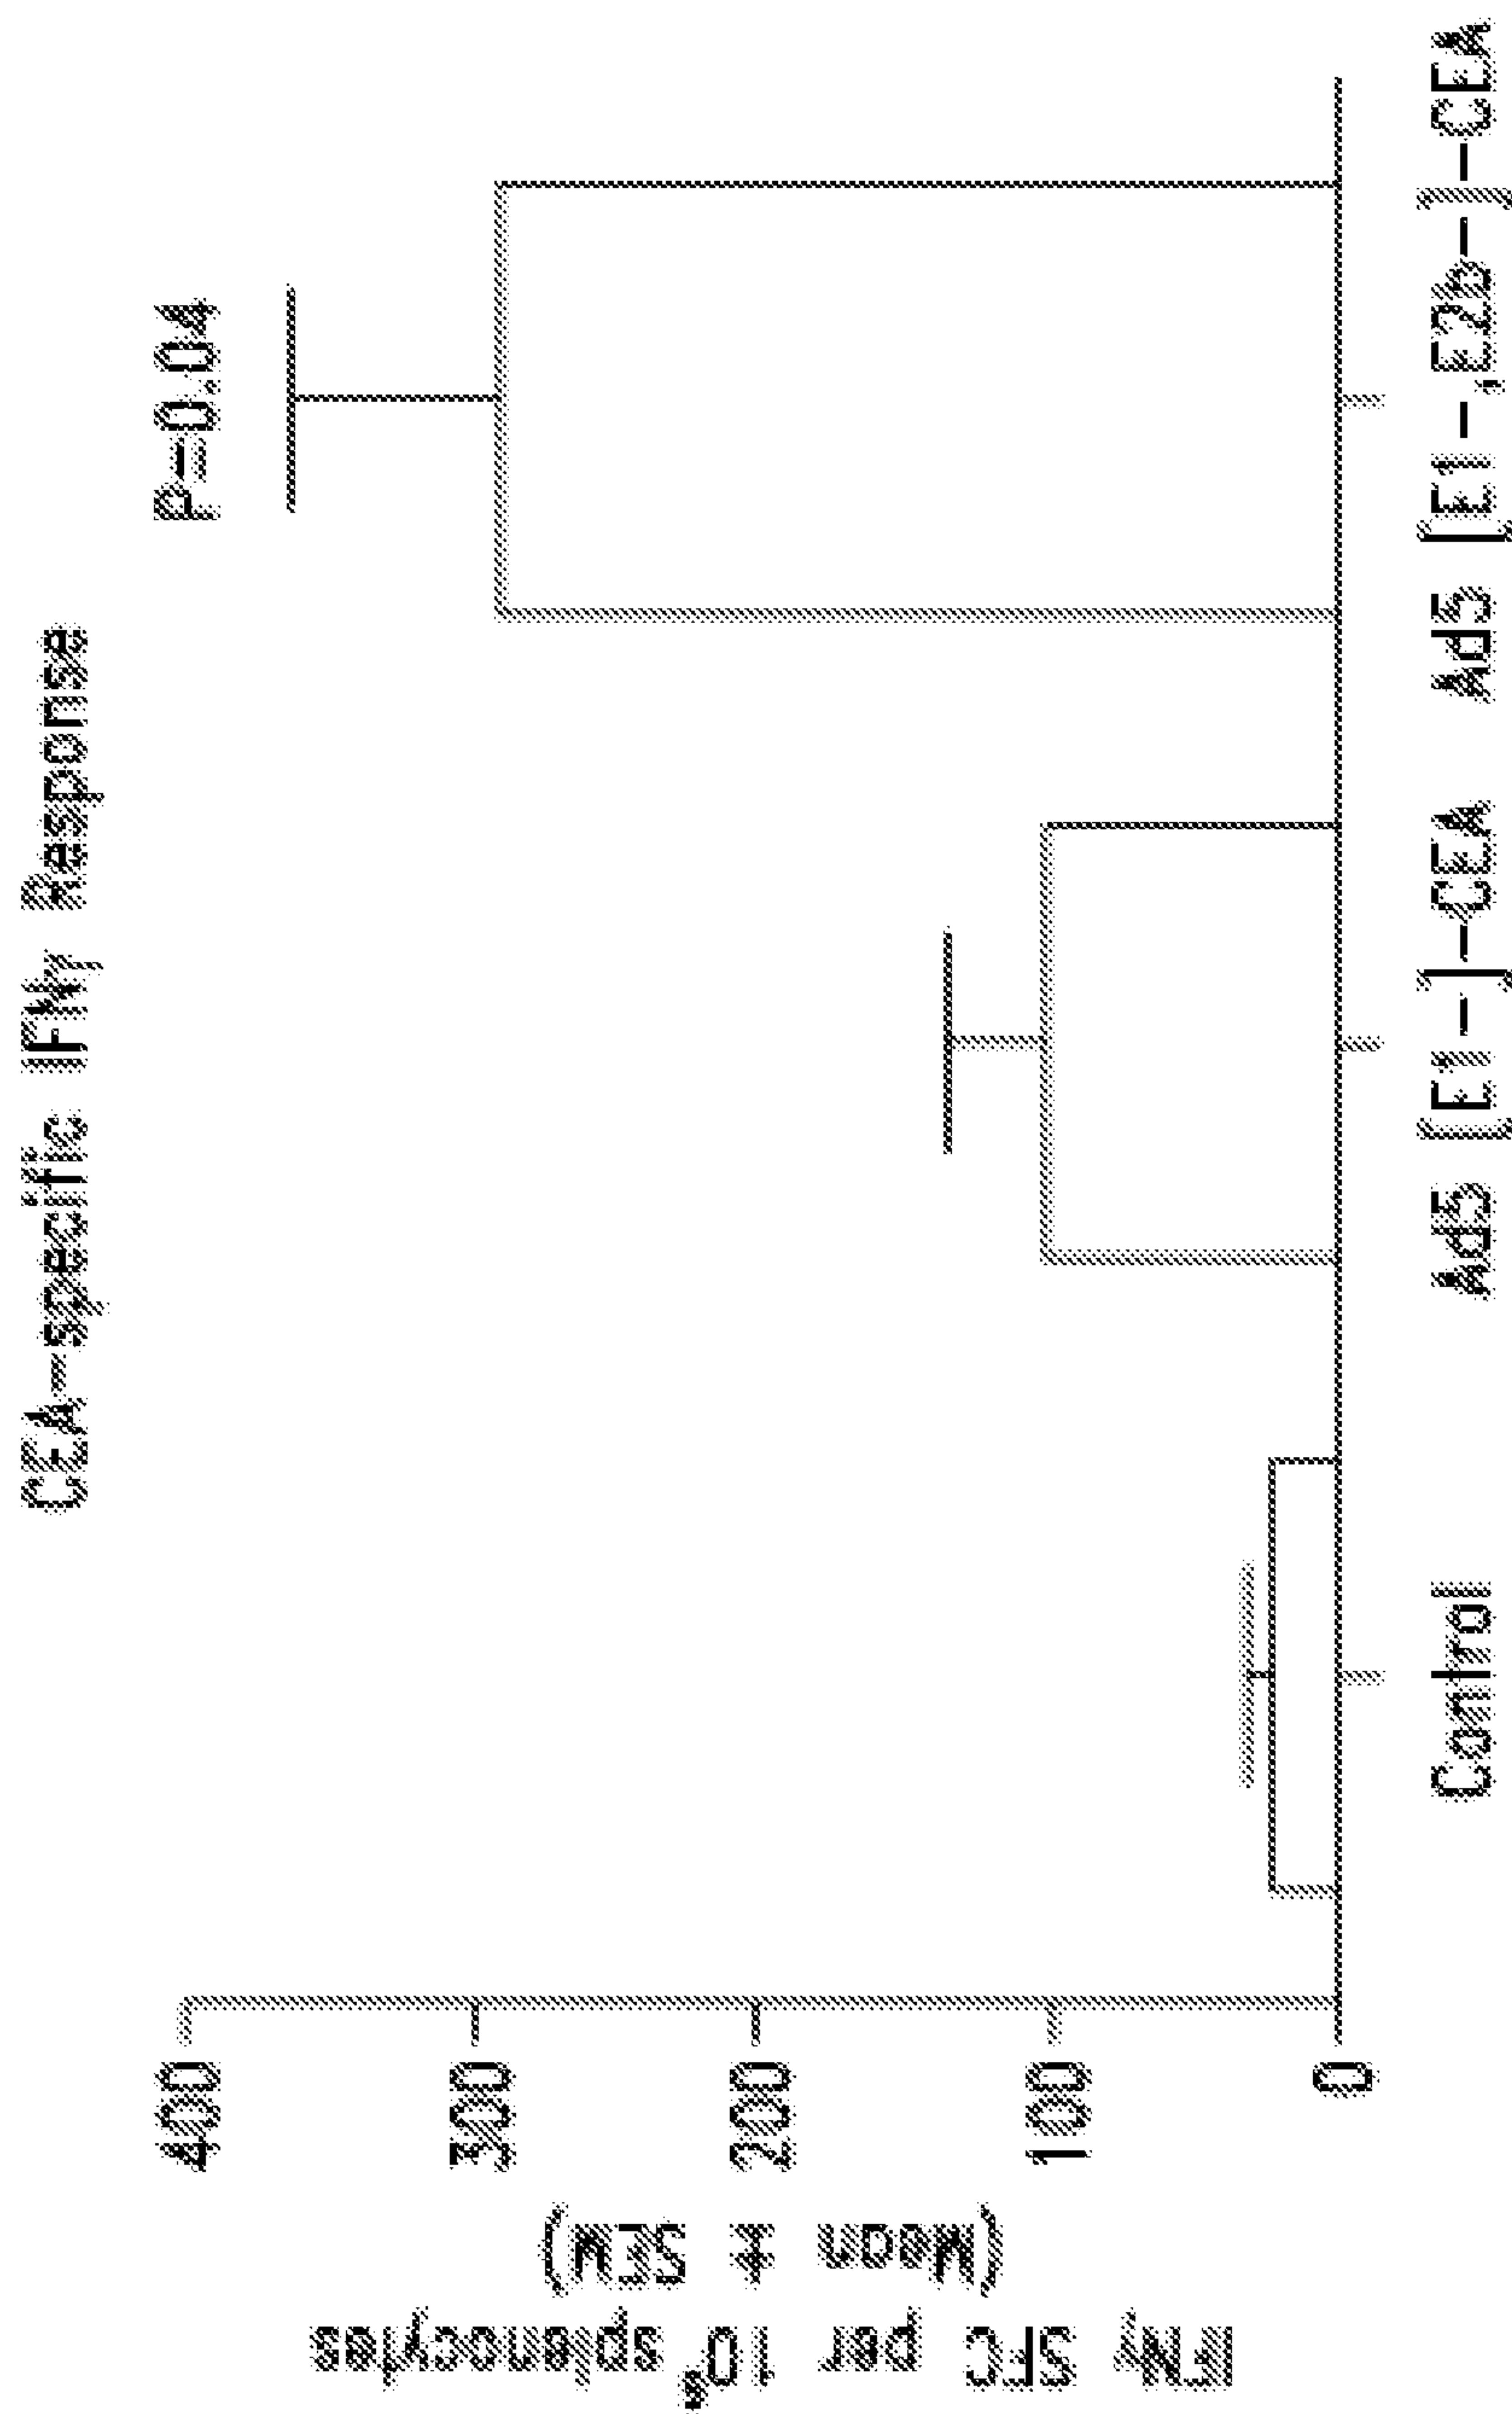 CEA-specific IFNγ Response
P=0.04
400
300
200
100
0
IFNγ SFC per 10⁶ splenocytes
(Mean ± SEM)
Control
Ad5 [E1-]-CEA
Ad5 [E1-,E2b-]-CEA